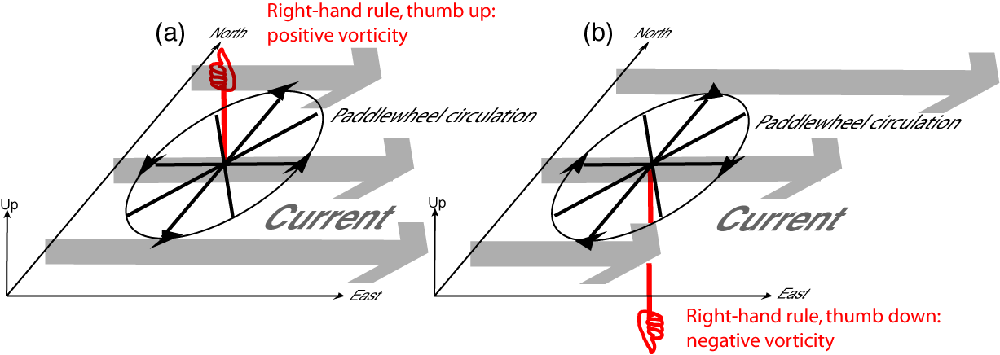 (a)
North
Right-hand rule, thumb up:
positive vorticity
Paddlewheel circulation
Current
Up
East
(b)
North
Paddlewheel circulation
Current
Up
East
Right-hand rule, thumb down:
negative vorticity